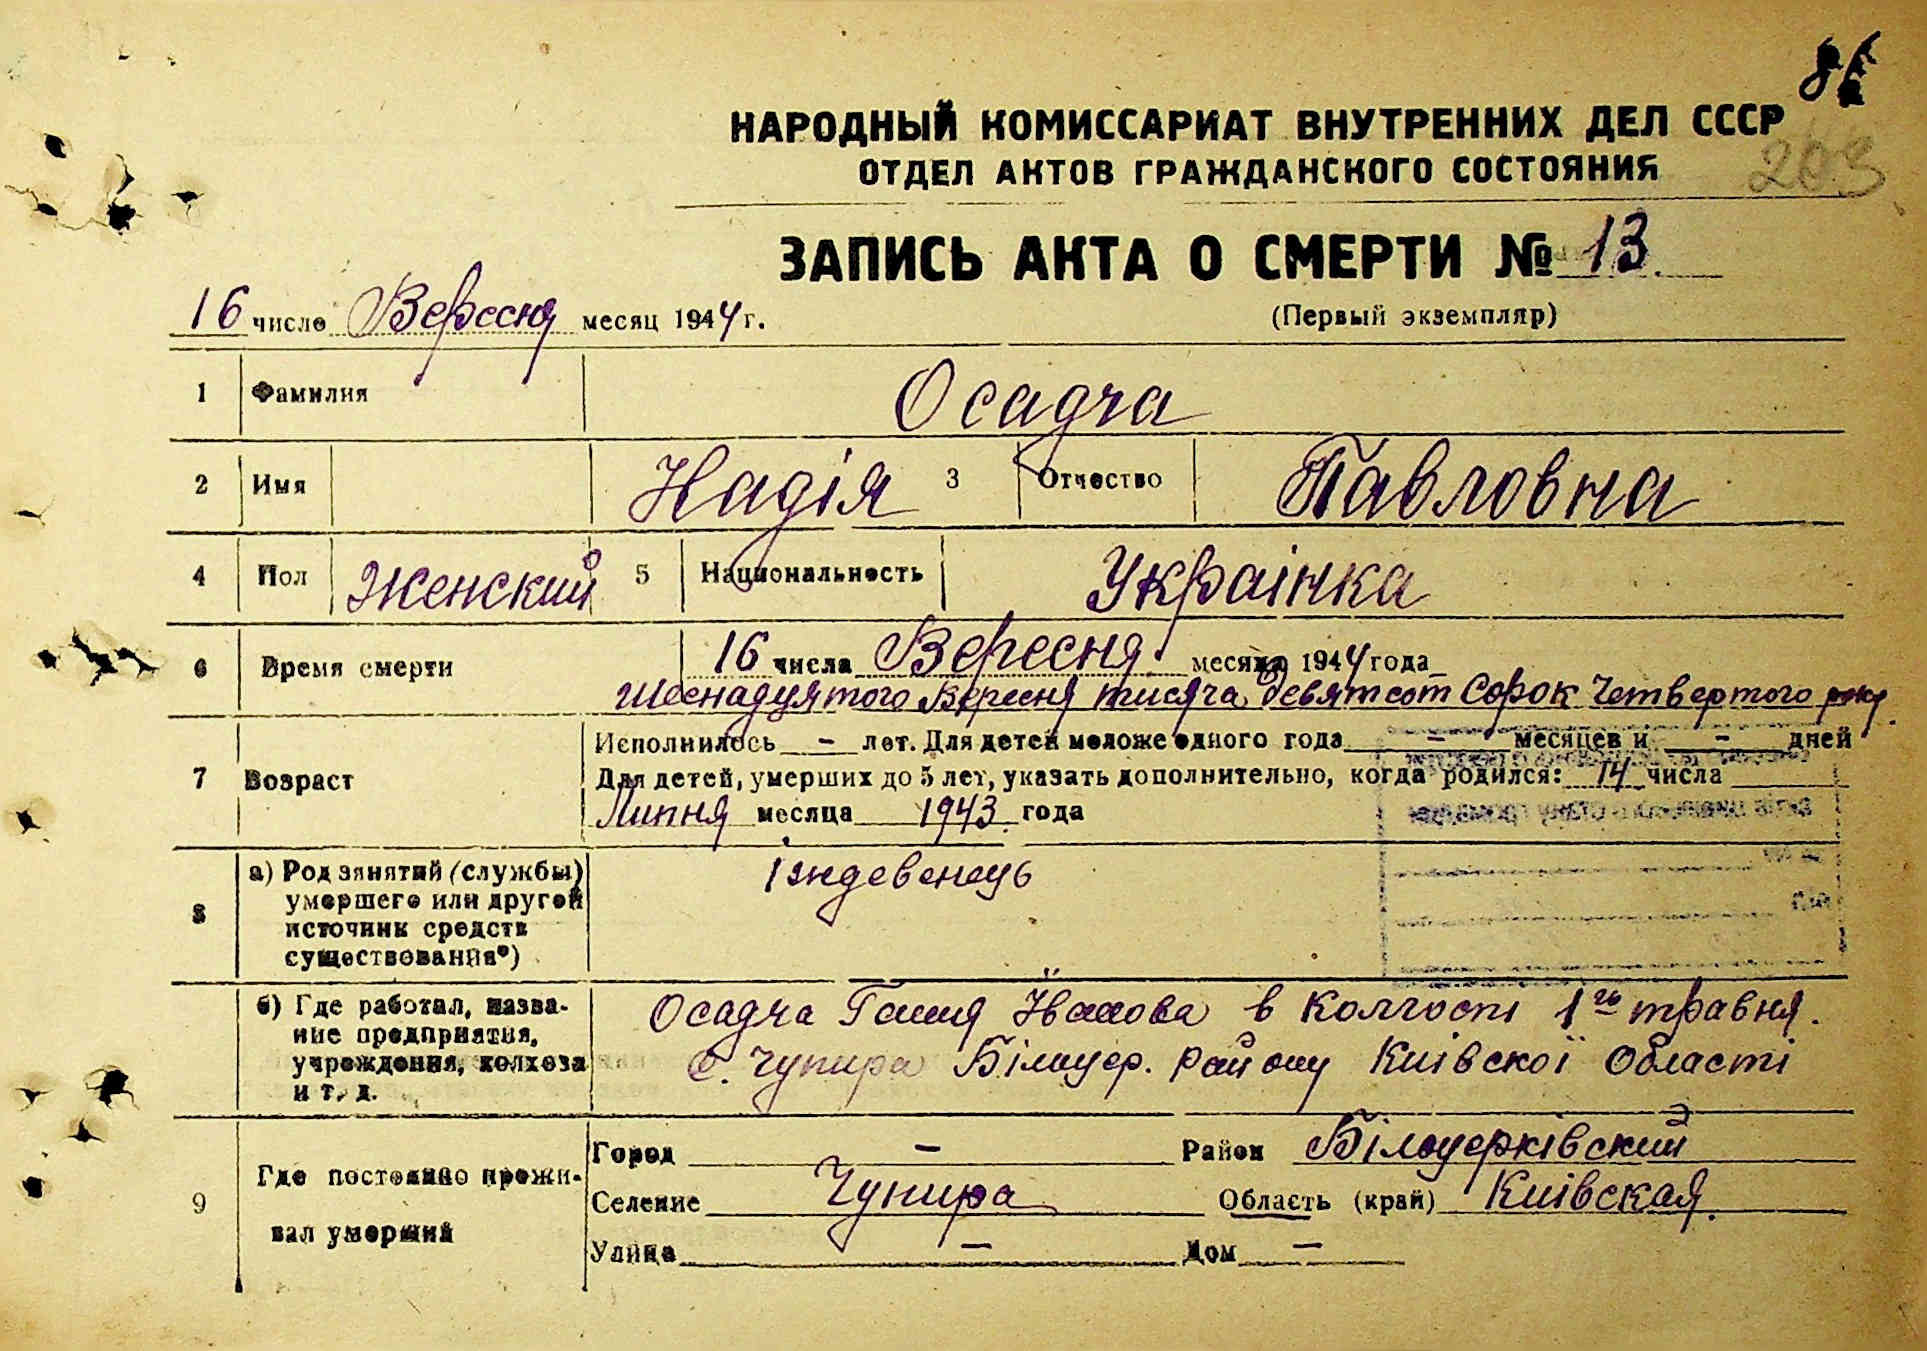 86
НАРОДНЫЙ КОМИССАРИАТ ВНУТРЕННИХ ДЕЛ СССР
ОТДЕЛ АКТОВ ГРАЖДАНСКОГО СОСТОЯНИЯ
203
ЗАПИСЬ АКТА О СМЕРТИ № 13
16 число Вересня месяц 1944 г.
(Первый экземпляр)
1 Фамилия Осадча
2 Имя Надія 3 Отчество Павловна
4 Пол Женский 5 Национальность Украінка
6 Время смерти 16 числа Вересня месяца 1944 года
Шеснадцятого Вересня тисяча девятсот Сорок Четвертого року
7 Возраст Исполнилось - лет. Для детей моложе одного года - месяцев и - дней
Для детей, умерших до 5 лет, указать дополнительно, когда родился: 14 числа
Липня месяца 1943 года
8 а) Род занятий (службы) умершего или другой источник средств существования*) Іждевенець
б) Где работал, название предприятия, учреждения, колхоза и т. д.
Осадча Ганна Івановa в Колгості 1го травня.
с. Чупира Білоцер. Району Київскої Області
9 Где постоянно проживал умерший
Город - Район Білоцерківский
Селение Чупира Область (край) Київская
Улица - Дом -